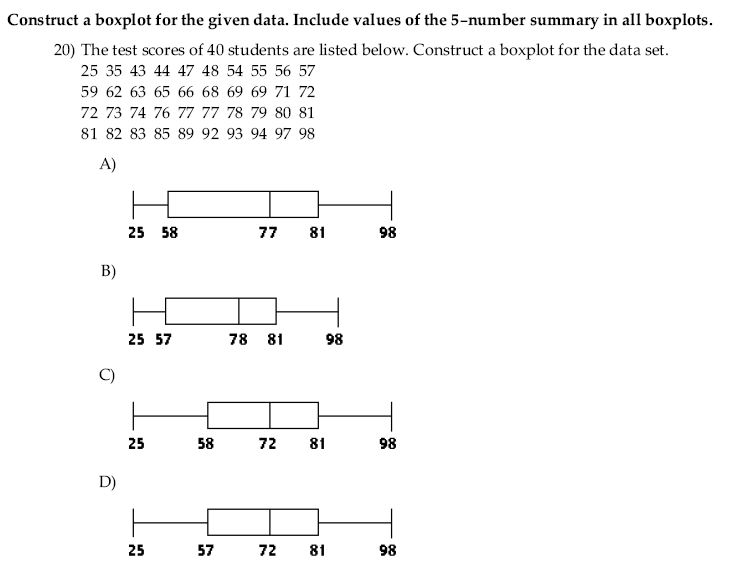 Construct a boxplot for the given data. Include values of the 5-number summary in all boxplots.
20) The test scores of 40 students are listed below. Construct a boxplot for the data set.
25 35 43 44 47 48 54 55 56 57
59 62 63 65 66 68 69 69 71 72
72 73 74 76 77 77 78 79 80 81
81 82 83 85 89 92 93 94 97 98
A)
25 58 77 81 98
B)
25 57 78 81 98
C)
25 58 72 81 98
D)
25 57 72 81 98